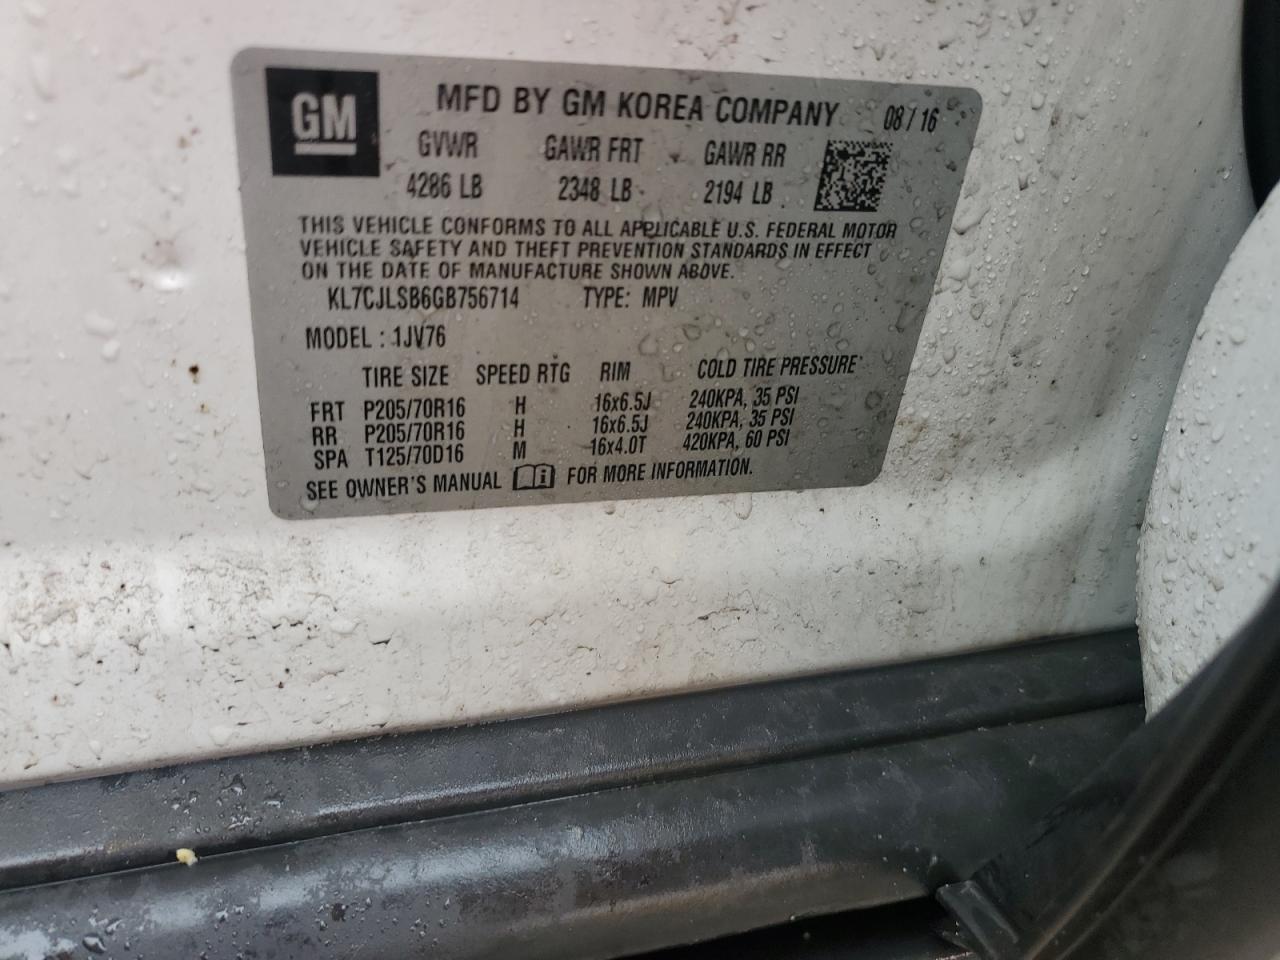 GM
MFD BY GM KOREA COMPANY 08/16
GVWR GAWR FRT GAWR RR
4286 LB 2348 LB 2194 LB
THIS VEHICLE CONFORMS TO ALL APPLICABLE U.S. FEDERAL MOTOR
VEHICLE SAFETY AND THEFT PREVENTION STANDARDS IN EFFECT
ON THE DATE OF MANUFACTURE SHOWN ABOVE.
KL7CJLSB6GB756714 TYPE: MPV
MODEL : 1JV76
TIRE SIZE SPEED RTG RIM COLD TIRE PRESSURE
FRT P205/70R16 H 16x6.5J 240KPA, 35 PSI
RR P205/70R16 H 16x6.5J 240KPA, 35 PSI
SPA T125/70D16 M 16x4.0T 420KPA, 60 PSI
SEE OWNER'S MANUAL FOR MORE INFORMATION.